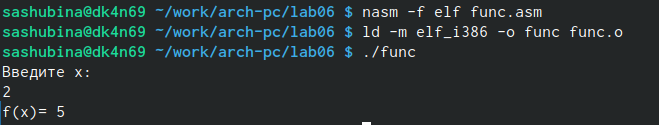 sashubina@dk4n69 ~/work/arch-pc/lab06 $ nasm -f elf func.asm
sashubina@dk4n69 ~/work/arch-pc/lab06 $ ld -m elf_i386 -o func func.o
sashubina@dk4n69 ~/work/arch-pc/lab06 $ ./func
Введите x:
2
f(x)= 5